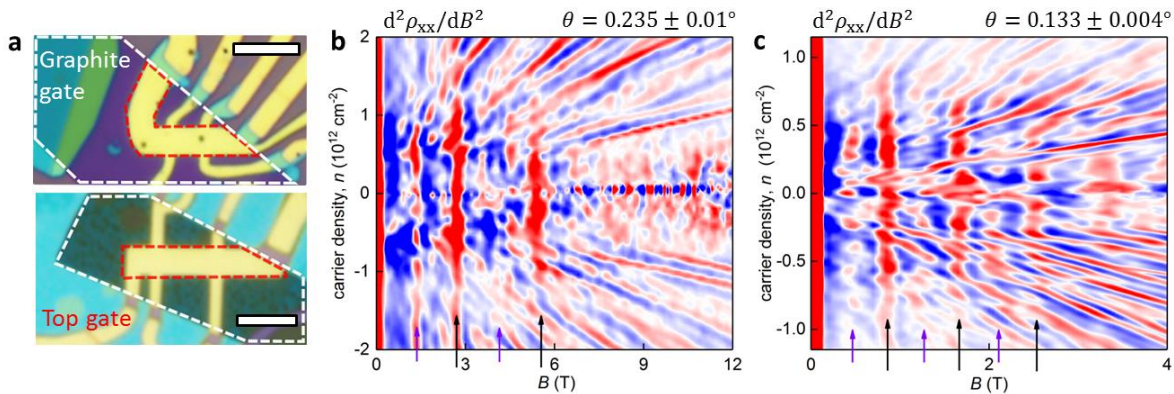 a
Graphite
gate
Top gate
b
d²ρxx/dB²
θ = 0.235 ± 0.01°
carrier density, n (10¹² cm⁻²)
2
1
0
-1
-2
0
3
6
9
12
B (T)
c
d²ρxx/dB²
θ = 0.133 ± 0.004°
carrier density, n (10¹² cm⁻²)
1.0
0.5
0.0
-0.5
-1.0
0
2
4
B (T)